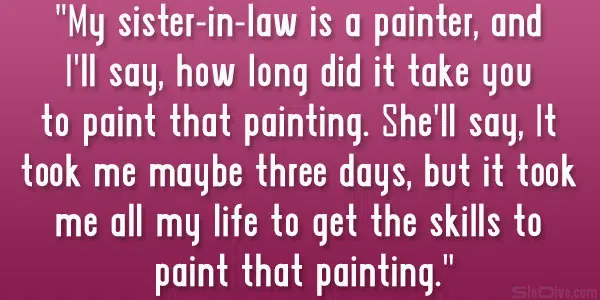 "My sister-in-law is a painter, and
I'll say, how long did it take you
to paint that painting. She'll say, It
took me maybe three days, but it took
me all my life to get the skills to
paint that painting."
SloDive.com